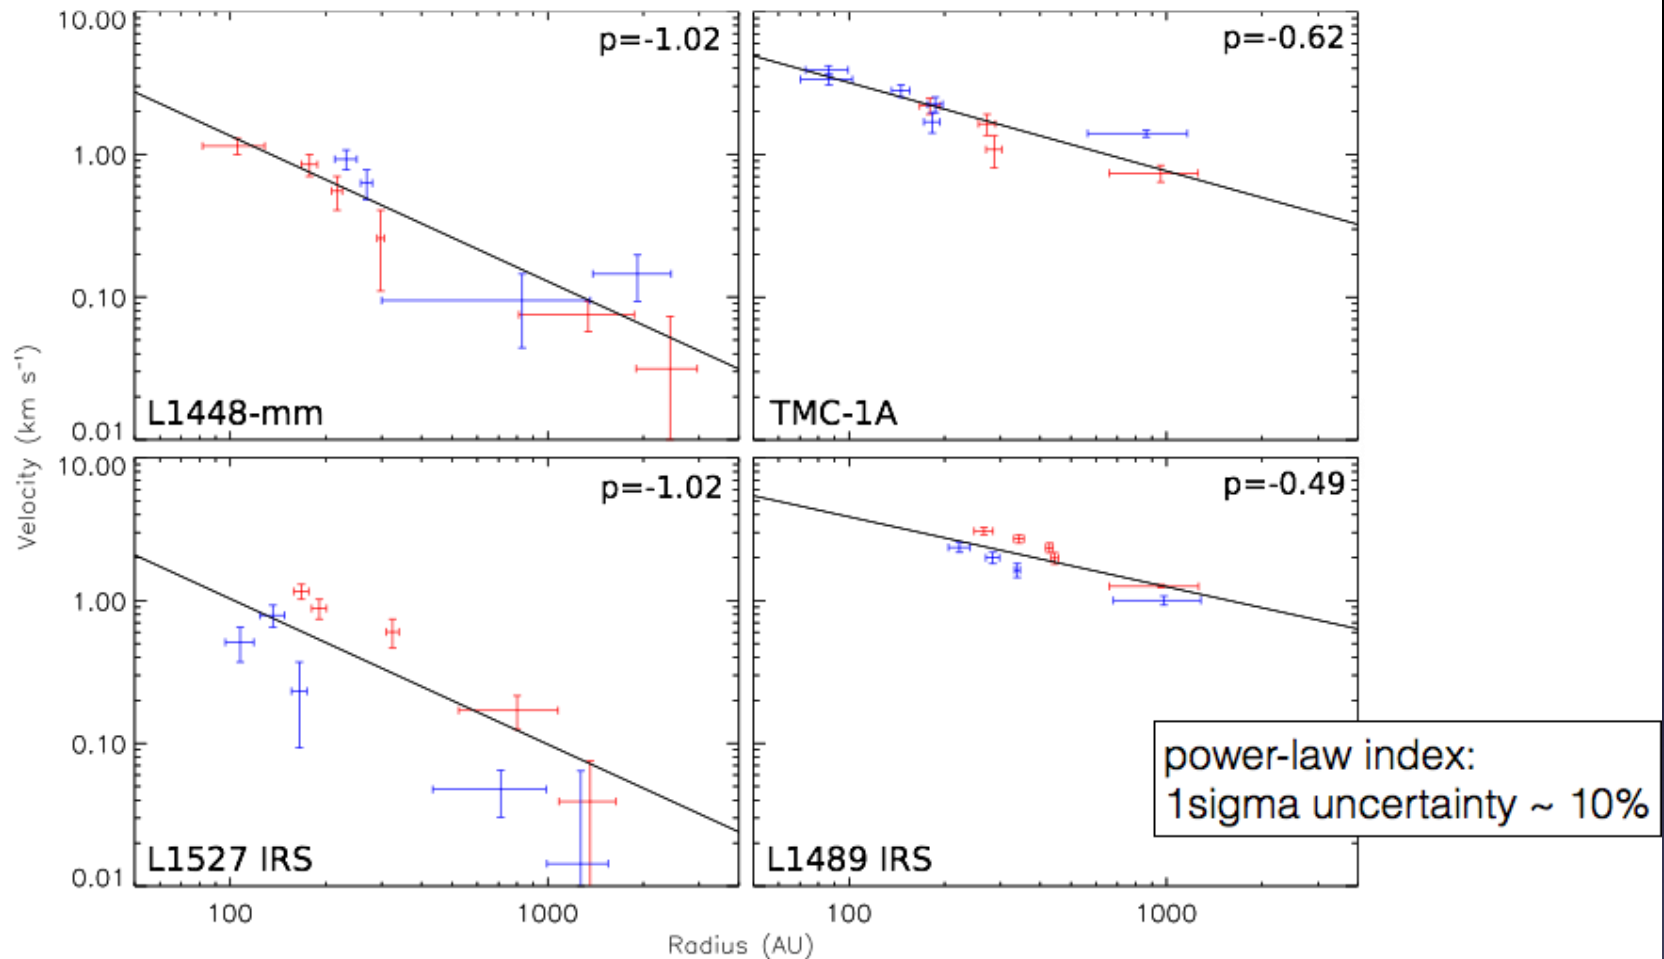 10.00
1.00
0.10
0.01
p=-1.02
L1448-mm
p=-0.62
TMC-1A
10.00
1.00
0.10
0.01
p=-1.02
L1527 IRS
p=-0.49
L1489 IRS
100
1000
100
1000
Velocity (km s⁻¹)
Radius (AU)
power-law index:
1sigma uncertainty ~ 10%